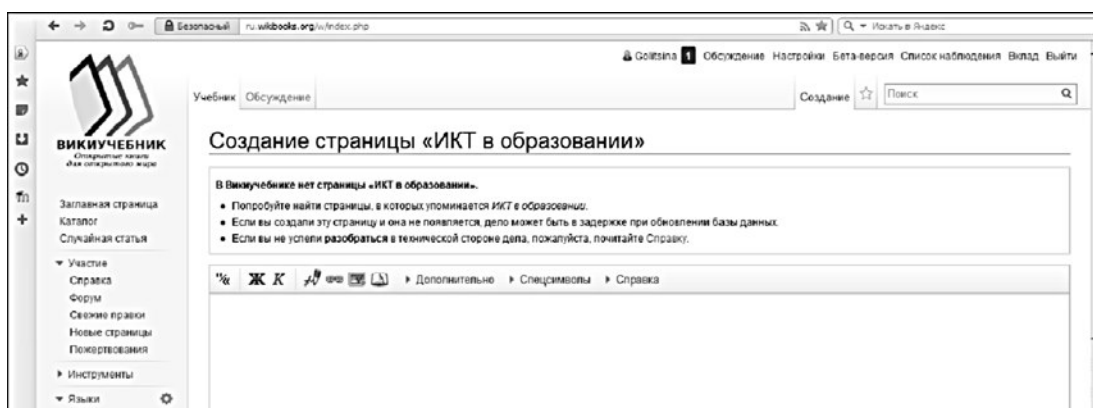 Безопасный ru.wikibooks.org/w/index.php Искать в Яндекс
Golitsina 1 Обсуждение Настройки Бета-версия Список наблюдения Вклад Выйти
Учебник Обсуждение Создание Поиск
ВИКИУЧЕБНИК
Открытые книги
для открытого мира
Создание страницы «ИКТ в образовании»
В Викиучебнике нет страницы «ИКТ в образовании».
• Попробуйте найти страницы, в которых упоминается ИКТ в образовании.
• Если вы создали эту страницу и она не появляется, дело может быть в задержке при обновлении базы данных.
• Если вы не успели разобраться в технической стороне дела, пожалуйста, почитайте Справку.
Заглавная страница
Каталог
Случайная статья
Участие
Справка
Форум
Свежие правки
Новые страницы
Пожертвования
Инструменты
Языки
Ж К Дополнительно Спецсимволы Справка